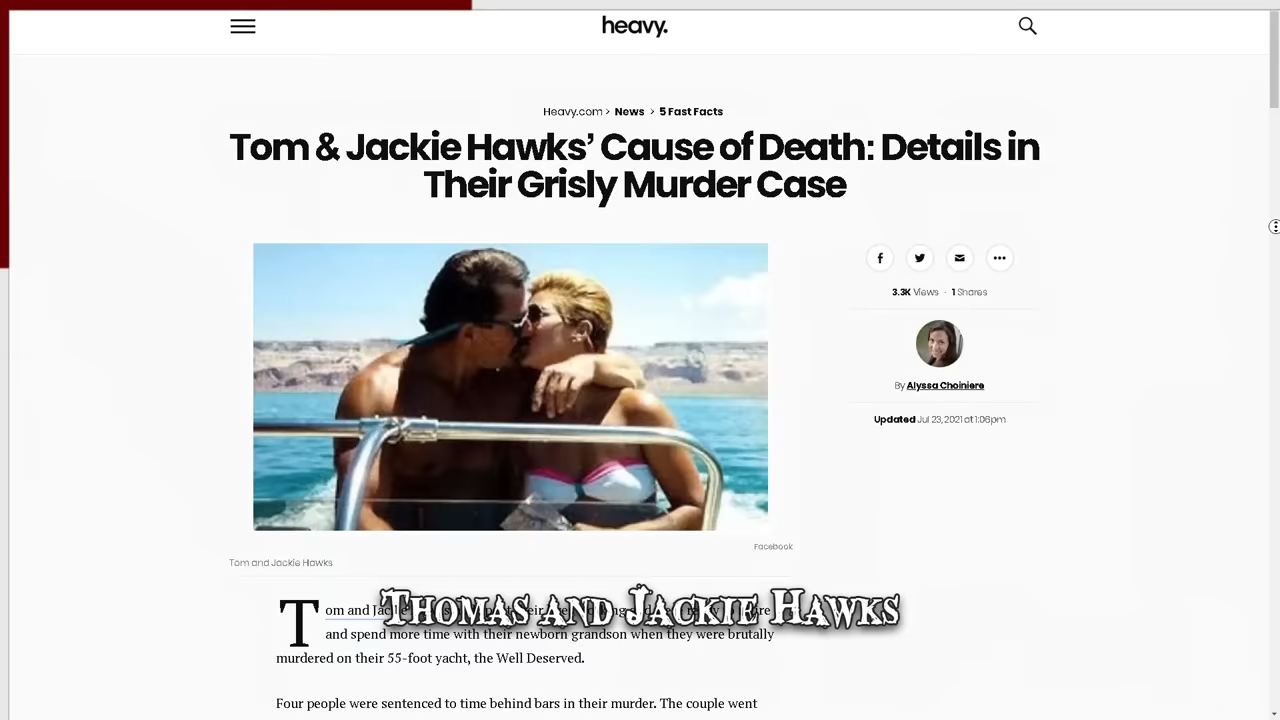 heavy.
Heavy.com > News > 5 Fast Facts
Tom & Jackie Hawks' Cause of Death: Details in
Their Grisly Murder Case
3.3K Views · 1 Shares
By Alyssa Choiniere
Updated Jul 23, 2021 at 1:06pm
Facebook
Tom and Jackie Hawks
Thomas and Jackie Hawks
Tom and
and spend more time with their newborn grandson when they were brutally
murdered on their 55-foot yacht, the Well Deserved.
Four people were sentenced to time behind bars in their murder. The couple went